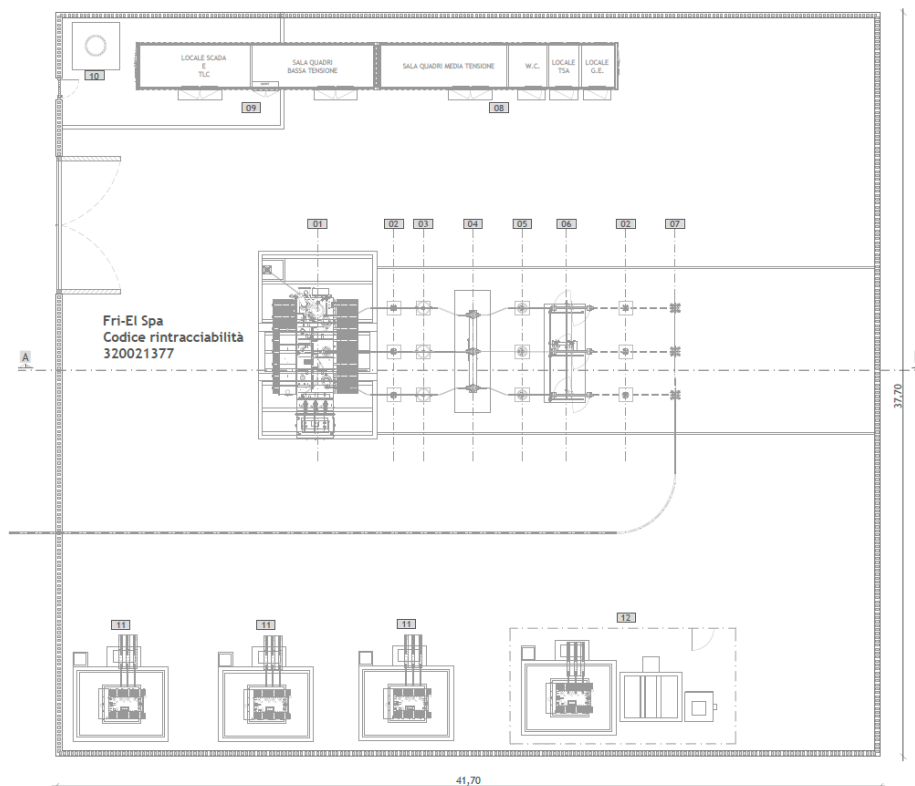 LOCALE SCADA
E
TLC
SALA QUADRI
BASSA TENSIONE
SALA QUADRI MEDIA TENSIONE
W.C.
LOCALE
TSA
LOCALE
G.E.
10
09
08
01
02
03
04
05
06
02
07
Fri-El Spa
Codice rintracciabilità
320021377
A
37,70
11
11
11
12
41,70